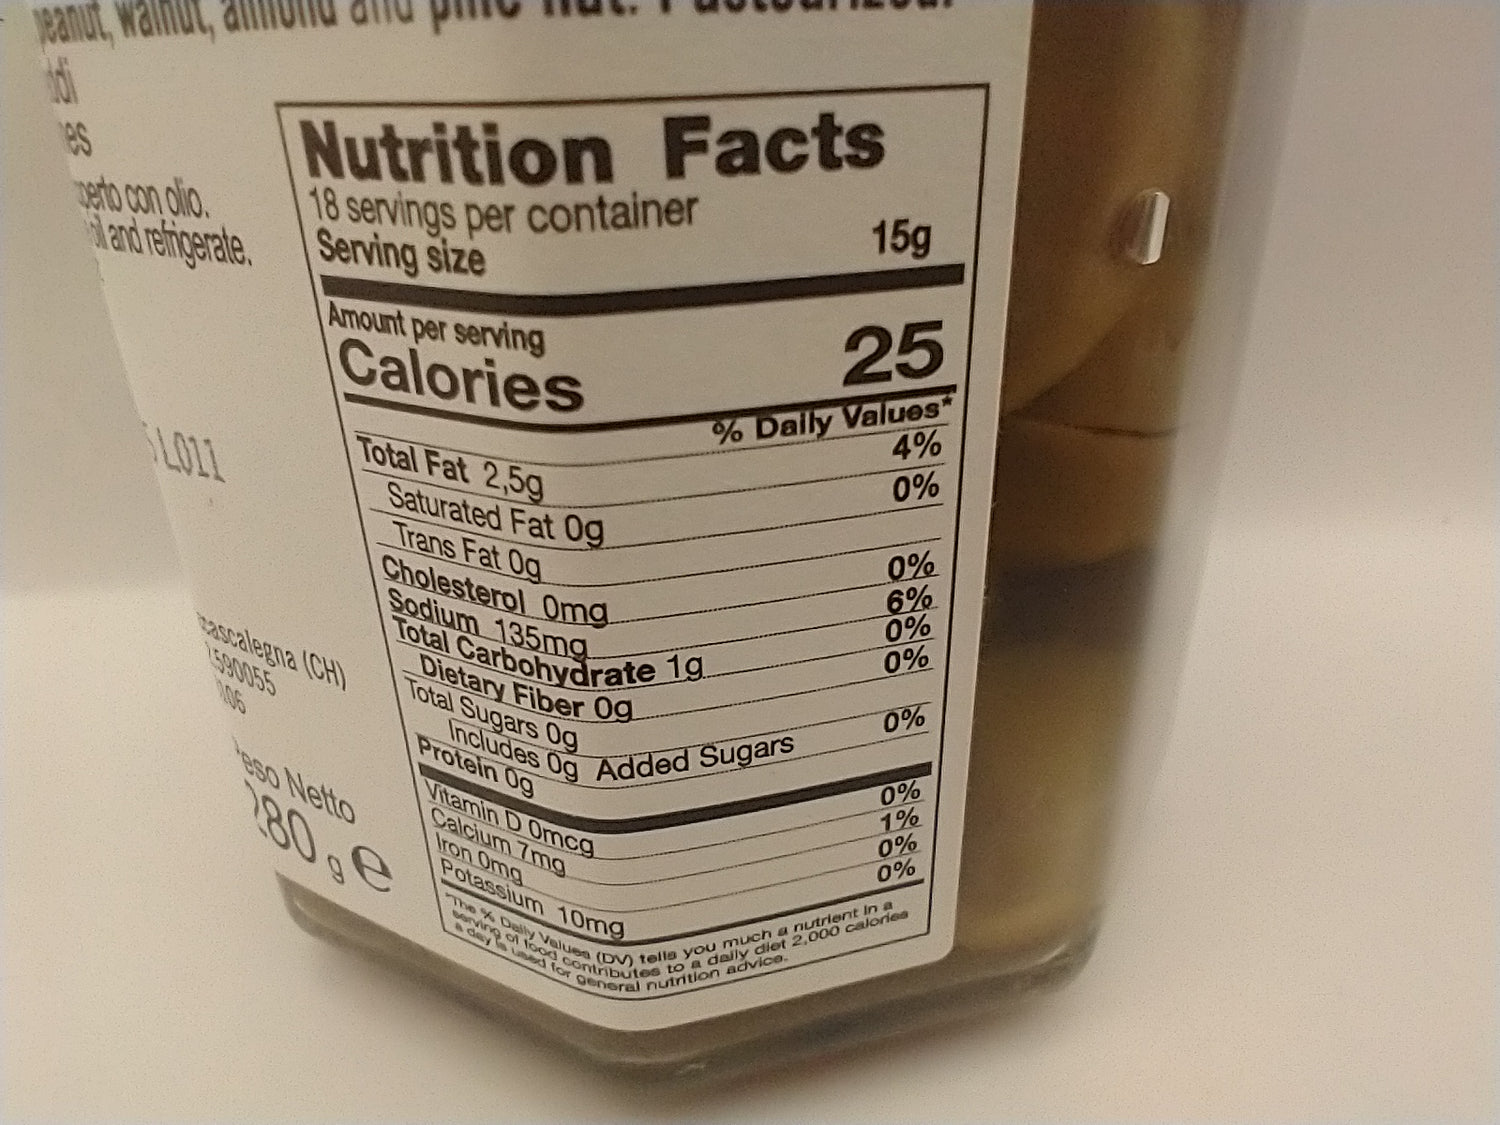 peanut, walnut, almond and pine nut. Pasteurized.
con olio.
and refrigerate.
L011
(CH)
Peso Netto
280 g e
Nutrition Facts
18 servings per container
Serving size 15g
Amount per serving
Calories 25
% Daily Values*
Total Fat 2,5g 4%
Saturated Fat 0g 0%
Trans Fat 0g
Cholesterol 0mg 0%
Sodium 135mg 6%
Total Carbohydrate 1g 0%
Dietary Fiber 0g 0%
Total Sugars 0g
Includes 0g Added Sugars 0%
Protein 0g
Vitamin D 0mcg 0%
Calcium 7mg 1%
Iron 0mg 0%
Potassium 10mg 0%
*The % Daily Values (DV) tells you much a nutrient in a
serving of food contributes to a daily diet 2,000 calories
a day is used for general nutrition advice.